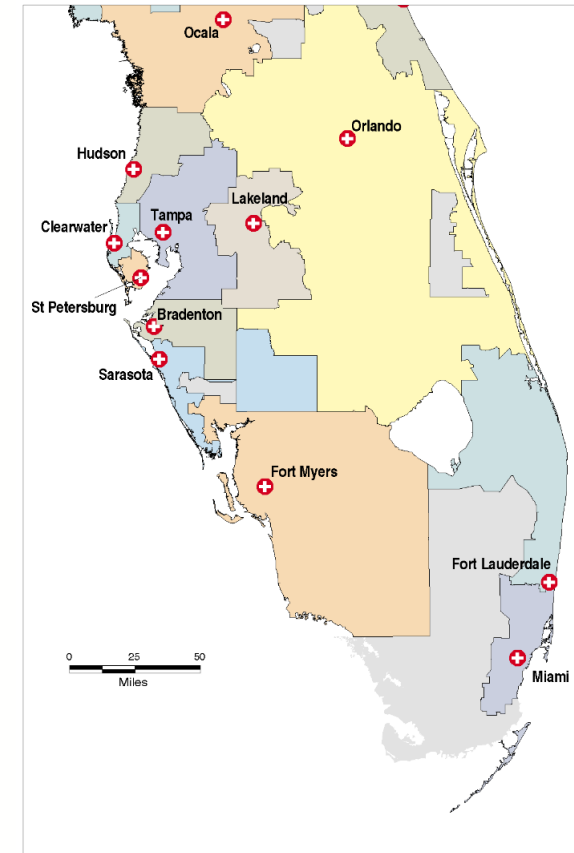 Ocala
Orlando
Hudson
Lakeland
Tampa
Clearwater
St Petersburg
Bradenton
Sarasota
Fort Myers
Fort Lauderdale
0 25 50
Miles
Miami